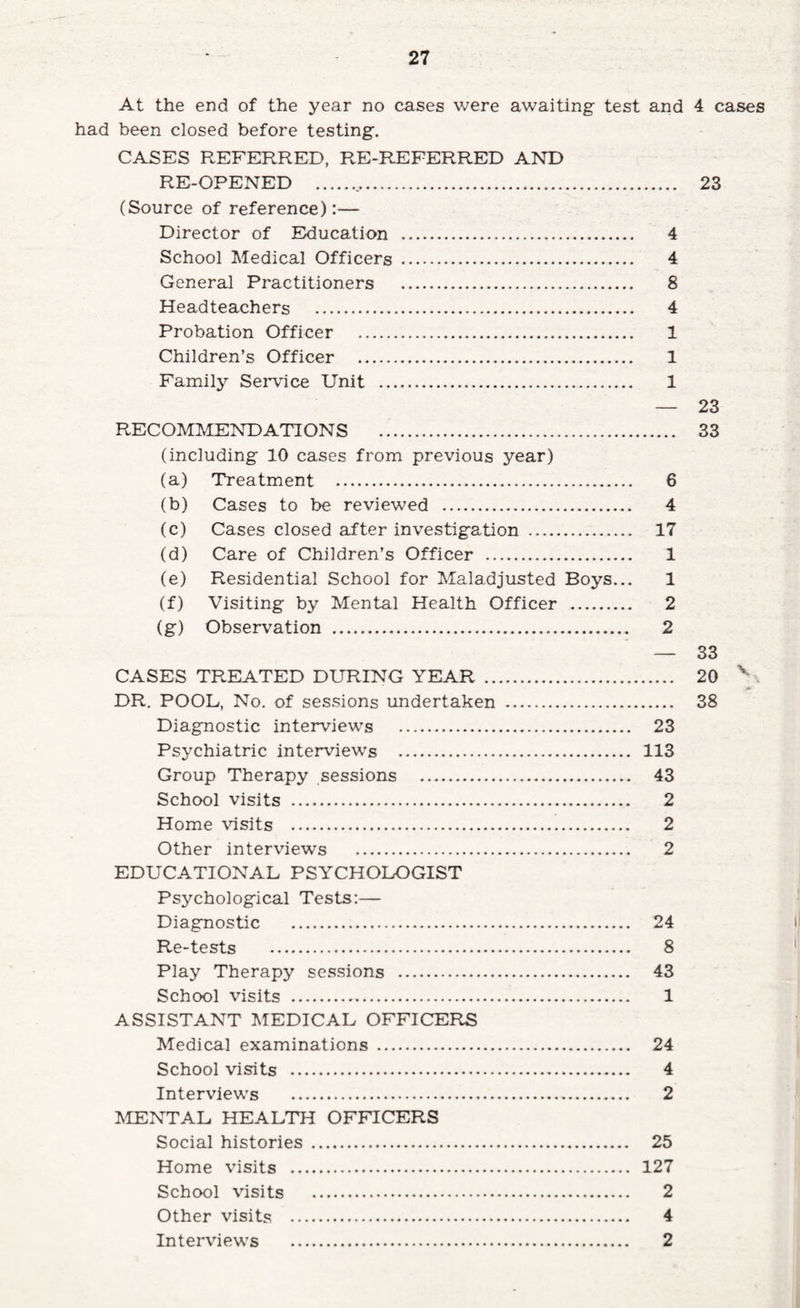 27
At the end of the year no cases were awaiting test and 4 cases
had been closed before testing.
CASES REFERRED, RE-REFERRED AND
RE-OPENED ........ 23
(Source of reference):—
Director of Education ........ 4
School Medical Officers ........ 4
General Practitioners ........ 8
Headteachers ........ 4
Probation Officer ........ 1
Children's Officer ........ 1
Family Service Unit ........ 1
— 23
RECOMMENDATIONS ........ 33
(including 10 cases from previous year)
(a) Treatment ........ 6
(b) Cases to be reviewed ........ 4
(c) Cases closed after investigation ........ 17
(d) Care of Children's Officer ........ 1
(e) Residential School for Maladjusted Boys... 1
(f) Visiting by Mental Health Officer ........ 2
(g) Observation ........ 2
— 33
CASES TREATED DURING YEAR ........ 20
DR. POOL, No. of sessions undertaken ........ 38
Diagnostic interviews ........ 23
Psychiatric interviews ........ 113
Group Therapy sessions ........ 43
School visits ........ 2
Home visits ........ 2
Other interviews ........ 2
EDUCATIONAL PSYCHOLOGIST
Psychological Tests:—
Diagnostic ........ 24
Re-tests ........ 8
Play Therapy sessions ........ 43
School visits ........ 1
ASSISTANT MEDICAL OFFICERS
Medical examinations ........ 24
School visits ........ 4
Interviews ........ 2
MENTAL HEALTH OFFICERS
Social histories ........ 25
Home visits ........ 127
School visits ........ 2
Other visits ........ 4
Interviews ........ 2